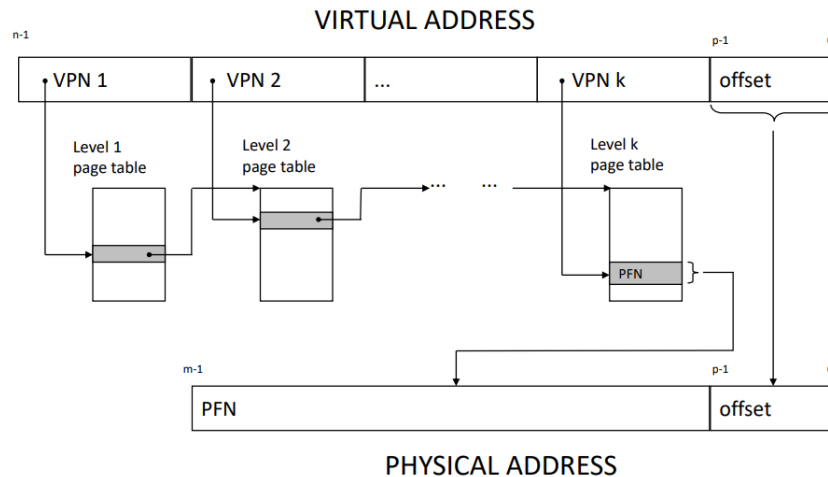 VIRTUAL ADDRESS
n-1
p-1
VPN 1
VPN 2
...
VPN k
offset
Level 1
page table
Level 2
page table
Level k
page table
... ...
PFN
m-1
p-1
PFN
offset
PHYSICAL ADDRESS